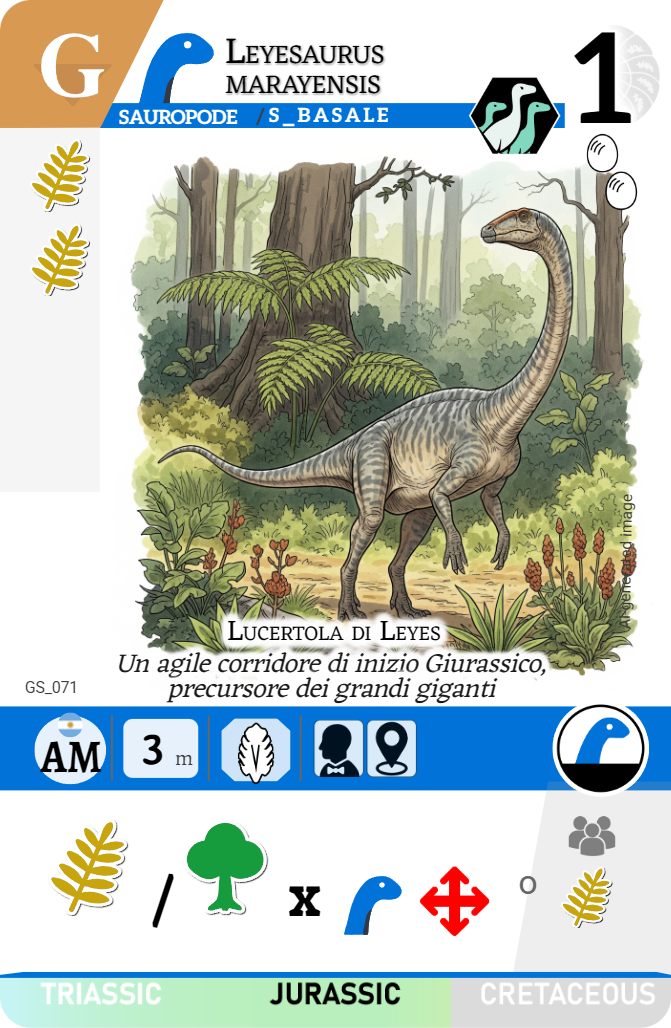 G
LEYESAURUS
MARAYENSIS
1
SAUROPODE / S_BASALE
AI generated image
LUCERTOLA DI LEYES
Un agile corridore di inizio Giurassico,
precursore dei grandi giganti
GS_071
AM
3 m
/ x O
TRIASSIC JURASSIC CRETACEOUS